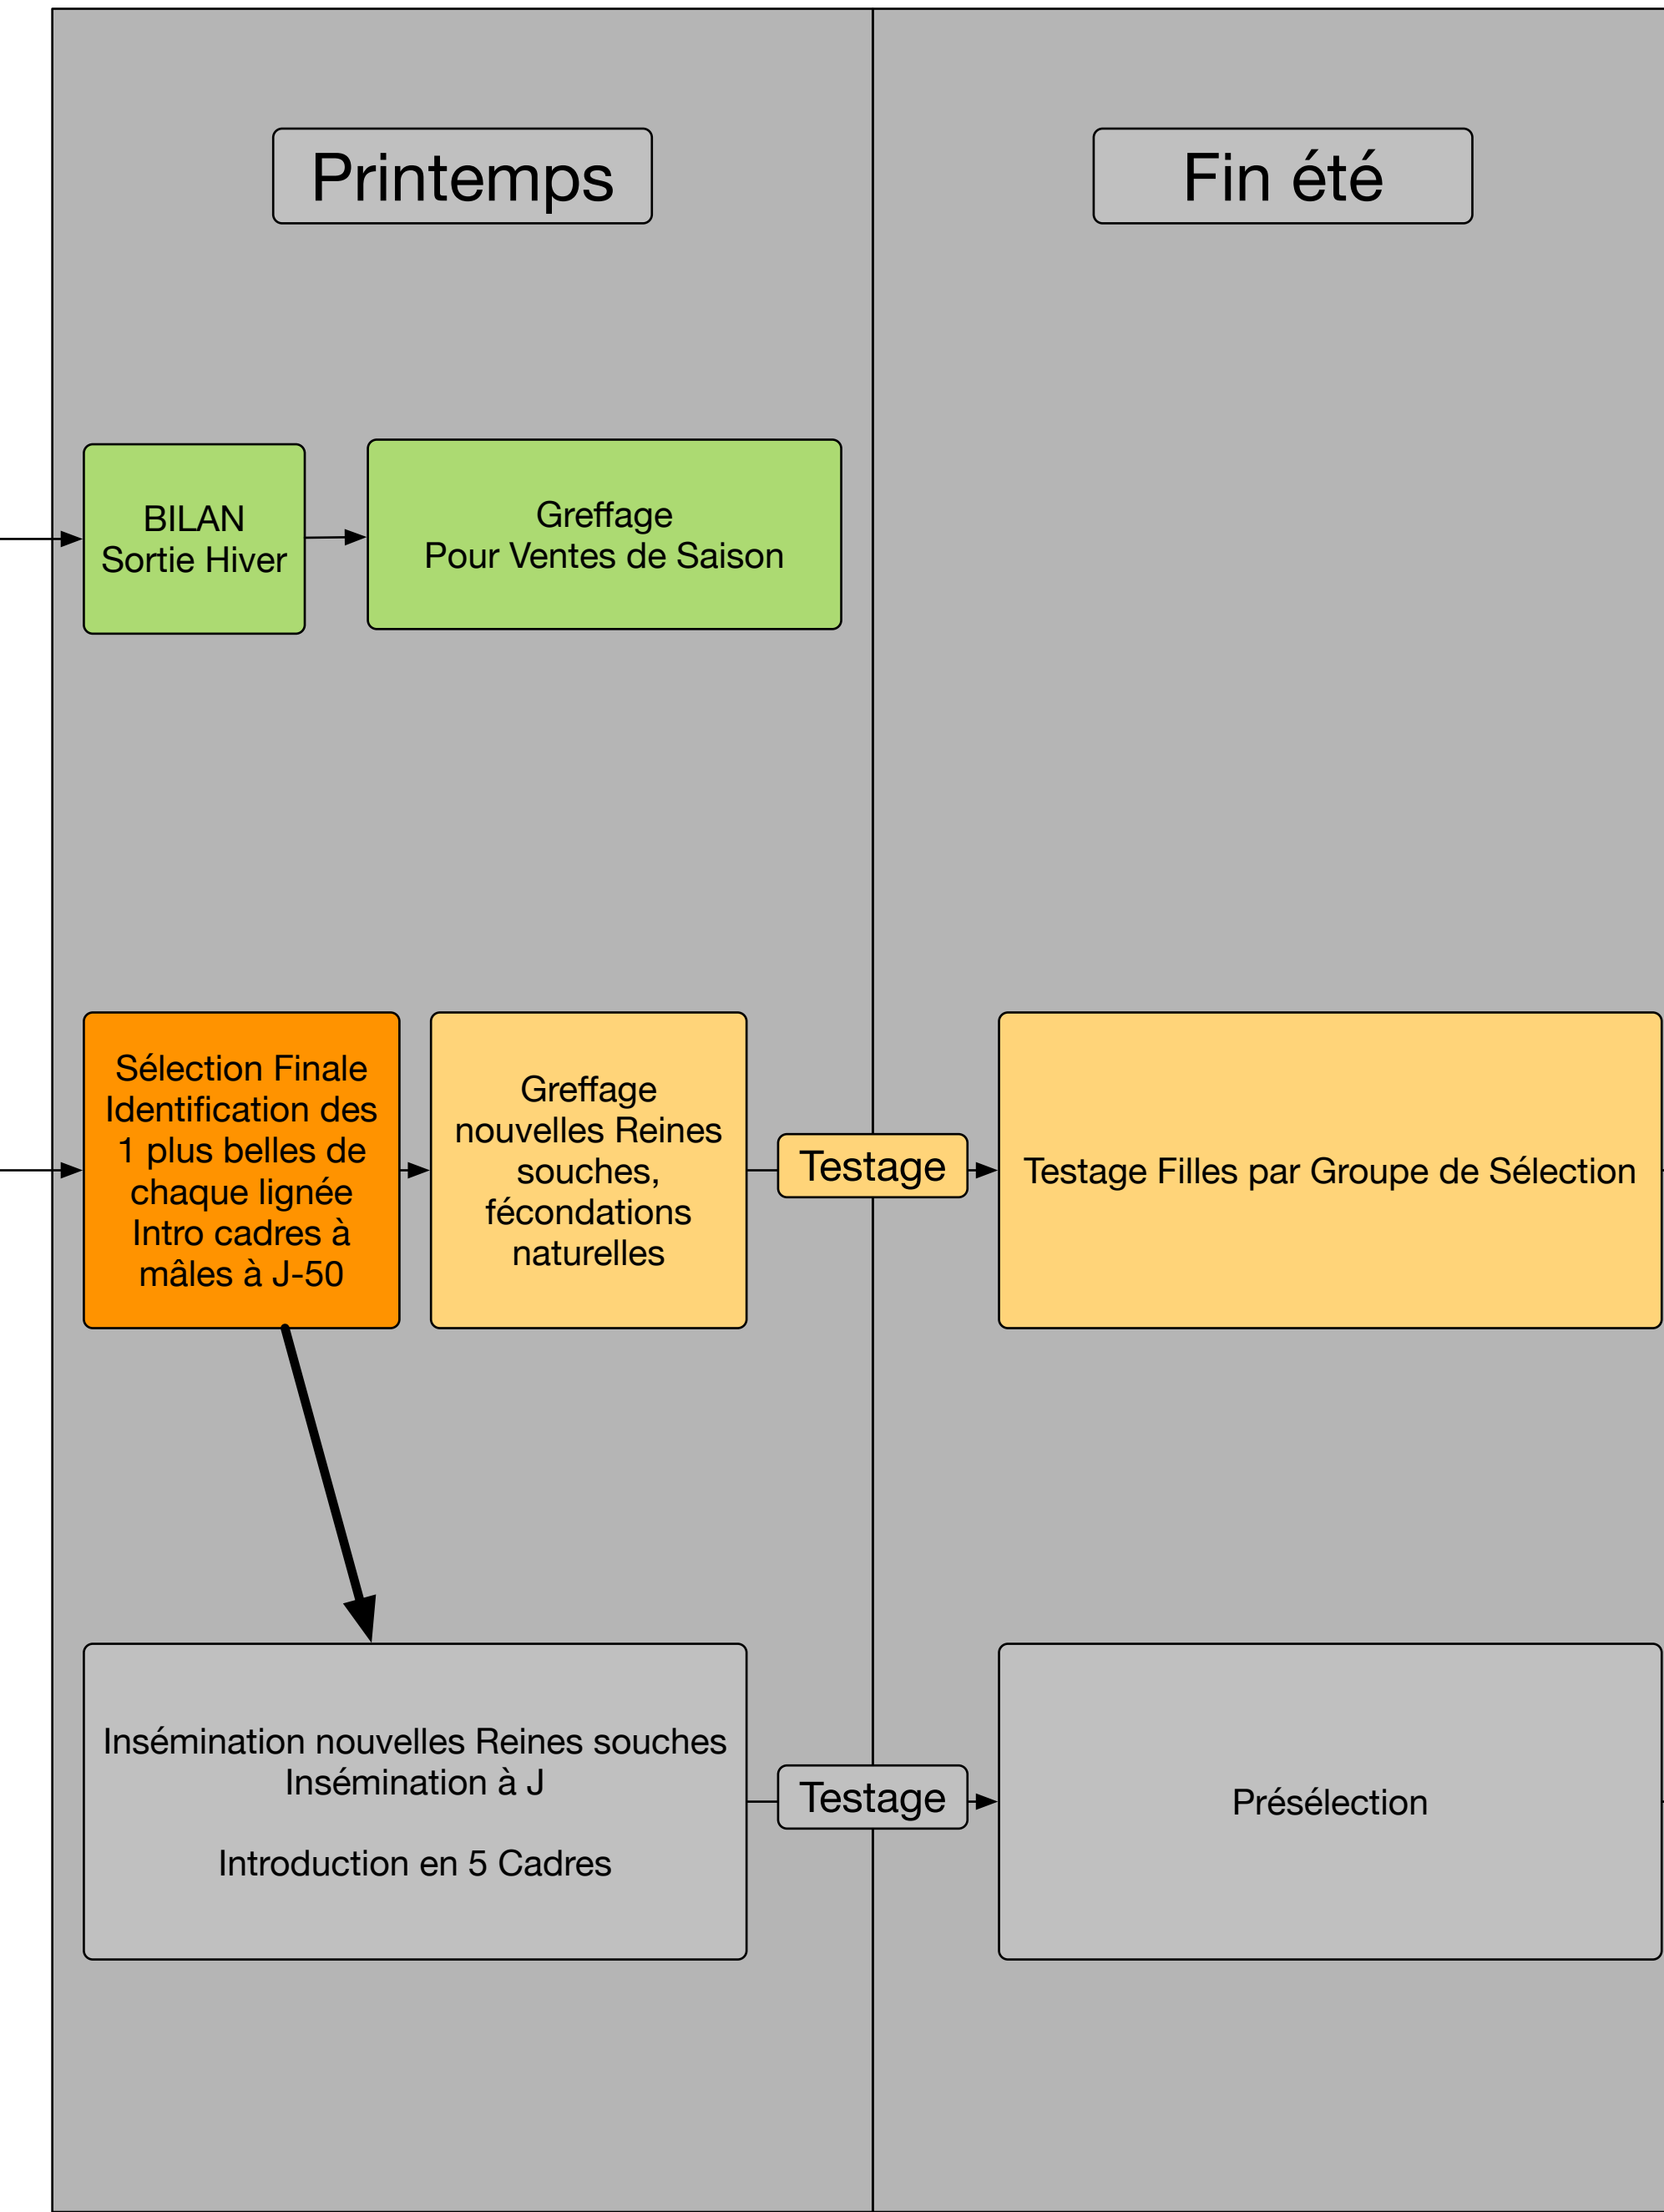 Printemps
Fin été
BILAN
Sortie Hiver
Greffage
Pour Ventes de Saison
Sélection Finale
Identification des
1 plus belles de
chaque lignée
Intro cadres à
mâles à J-50
Greffage
nouvelles Reines
souches,
fécondations
naturelles
Testage
Testage Filles par Groupe de Sélection
Insémination nouvelles Reines souches
Insémination à J
Introduction en 5 Cadres
Testage
Présélection